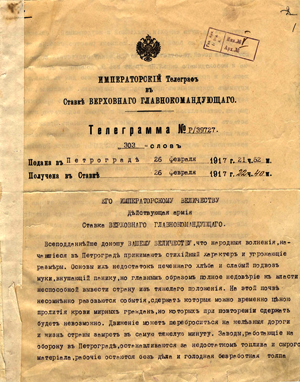 ИМПЕРАТОРСКІЙ Телеграфъ
въ
Ставкѣ ВЕРХОВНАГО ГЛАВНОКОМАНДУЮЩАГО.
Телеграмма № Р/39727.
303 - словъ
Подана въ Петроградѣ 26 февраля 1917 г. 21 ч. 52 м.
Получена въ Ставкѣ 26 февраля 1917 г. 22 ч. 40 м.
ЕГО ИМПЕРАТОРСКОМУ ВЕЛИЧЕСТВУ
дѣйствующая армія
Ставка ВЕРХОВНАГО ГЛАВНОКОМАНДУЮЩАГО.
Всеподданнѣйше доношу ВАШЕМУ ВЕЛИЧЕСТВУ, что народныя волненія, на-
чавшіеся въ Петроградѣ принимаютъ стихійный характеръ и угрожающіе
размѣры. Основы ихъ недостатокъ печеннаго хлѣба и слабый подвозъ
муки, внушающій панику, но главнымъ образомъ полное недовѣріе къ власти
неспособной вывести страну изъ тяжелаго положенія. На этой почвѣ
несомнѣнно разовьются событія, сдержать которыя можно временно цѣною
пролитія крови мирныхъ гражданъ, но которыхъ при повтореніи сдержать
будетъ невозможно. Движеніе можетъ переброситься на желѣзныя дороги
и жизнь страны замретъ въ самую тяжелую минуту. Заводы, работающіе на
оборону въ Петроградѣ, останавливаются за недостаткомъ топлива и сырого
матеріала, рабочіе остаются безъ дѣла и голодная безработная толпа